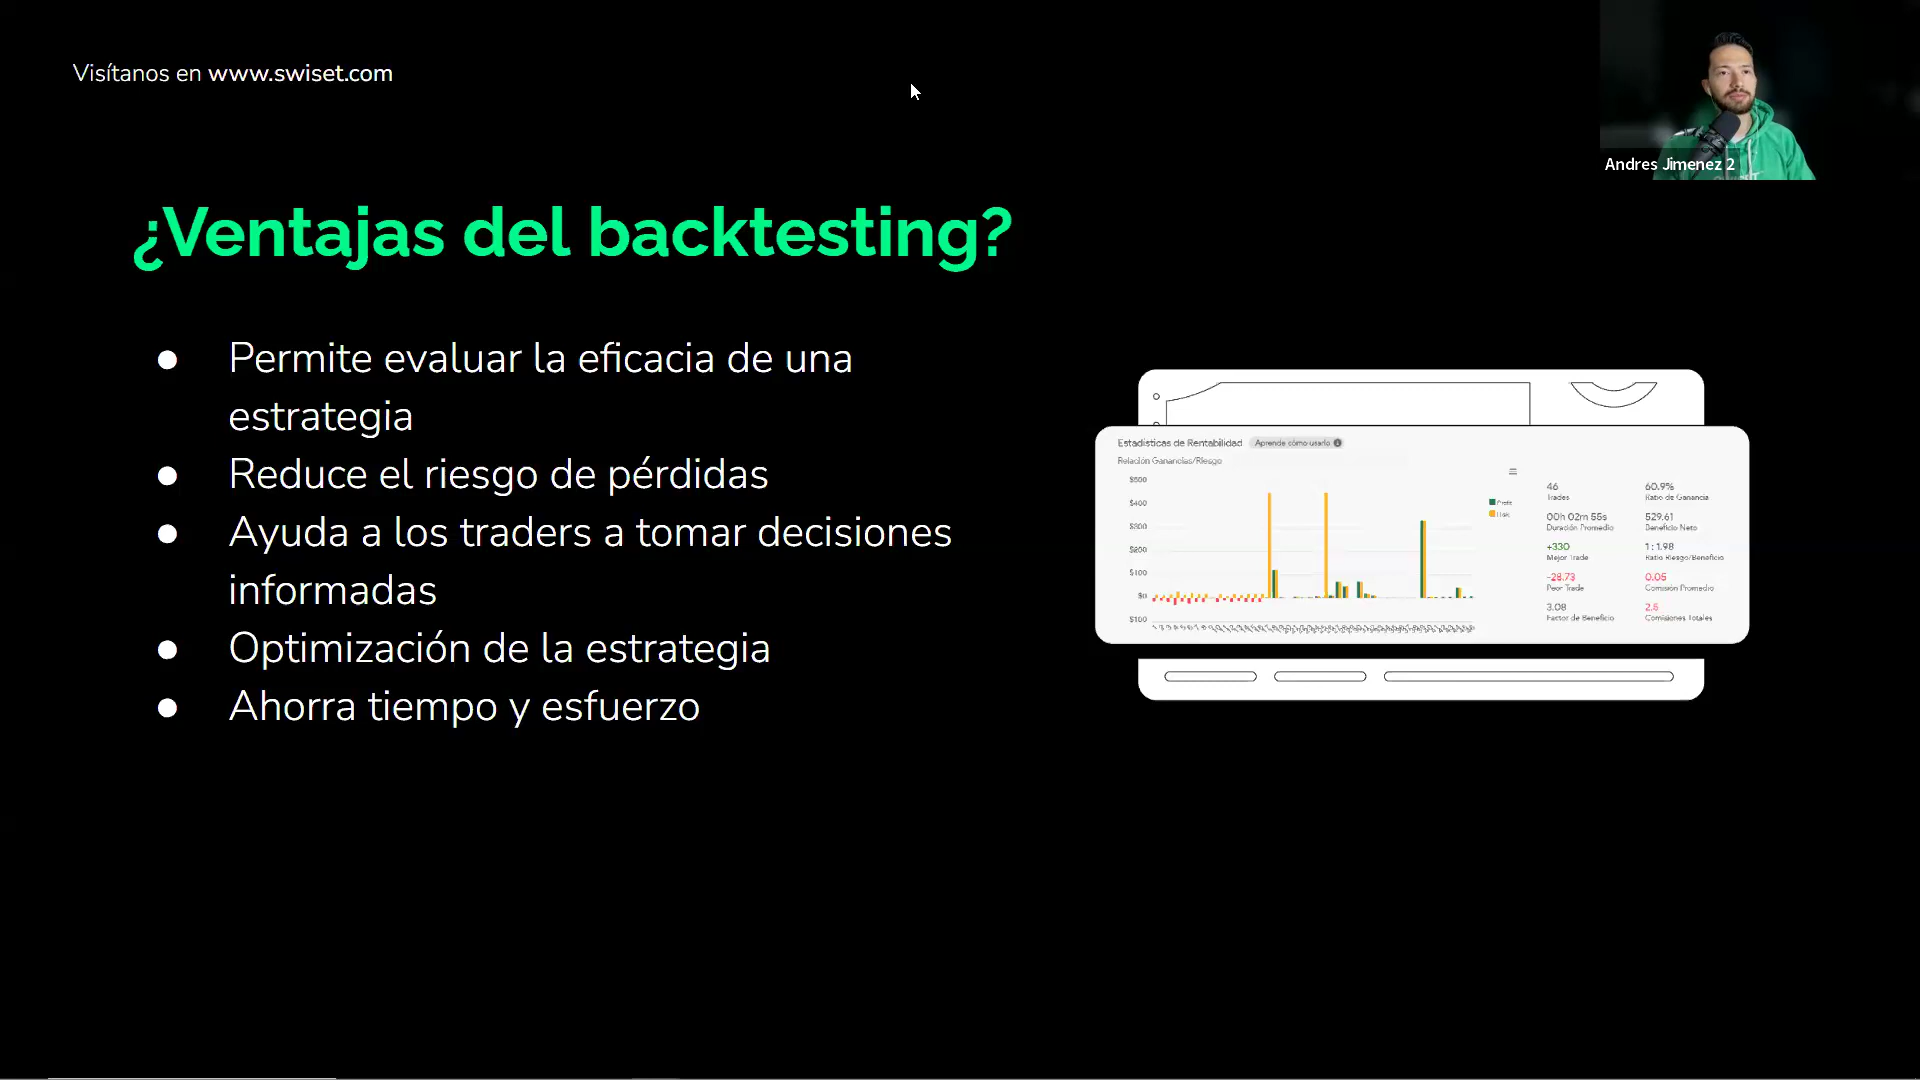 Visítanos en www.swiset.com
Andres Jimenez 2
¿Ventajas del backtesting?
● Permite evaluar la eficacia de una
estrategia
● Reduce el riesgo de pérdidas
● Ayuda a los traders a tomar decisiones
informadas
● Optimización de la estrategia
● Ahorra tiempo y esfuerzo
Estadísticas de Rentabilidad Aprende cómo usarlo
Relación Ganancias/Riesgo
$500
$400
$300
$200
$100
$0
$100
46
Trades
60.9%
Ratio de Ganancia
00h 02m 55s
Duración Promedio
529.61
Beneficio Neto
+330
Mejor Trade
1 : 1.98
Ratio Riesgo/Beneficio
-28.73
Peor Trade
0.05
Comisión Promedio
3.08
Factor de Beneficio
2.5
Comisiones Totales